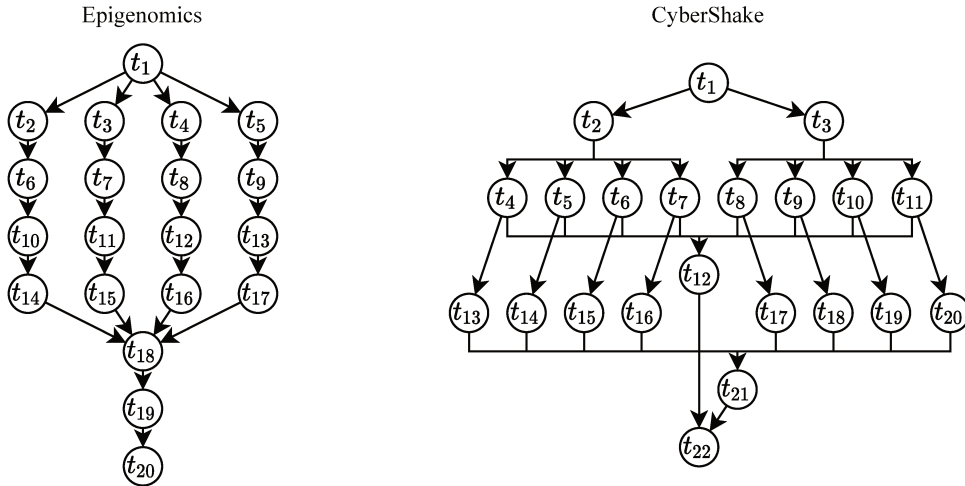 Epigenomics
t1
t2 t3 t4 t5
t6 t7 t8 t9
t10 t11 t12 t13
t14 t15 t16 t17
t18
t19
t20
CyberShake
t1
t2 t3
t4 t5 t6 t7 t8 t9 t10 t11
t12
t13 t14 t15 t16 t17 t18 t19 t20
t21
t22